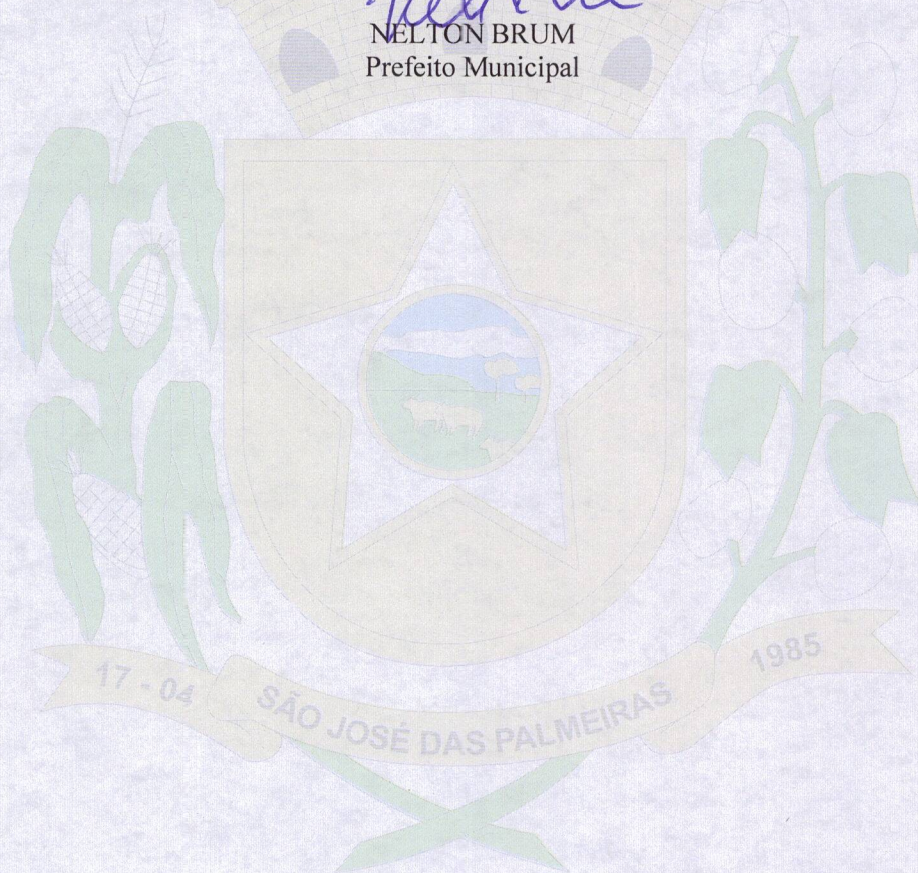 NELTON BRUM
Prefeito Municipal
17 - 04
SÃO JOSÉ DAS PALMEIRAS
1985